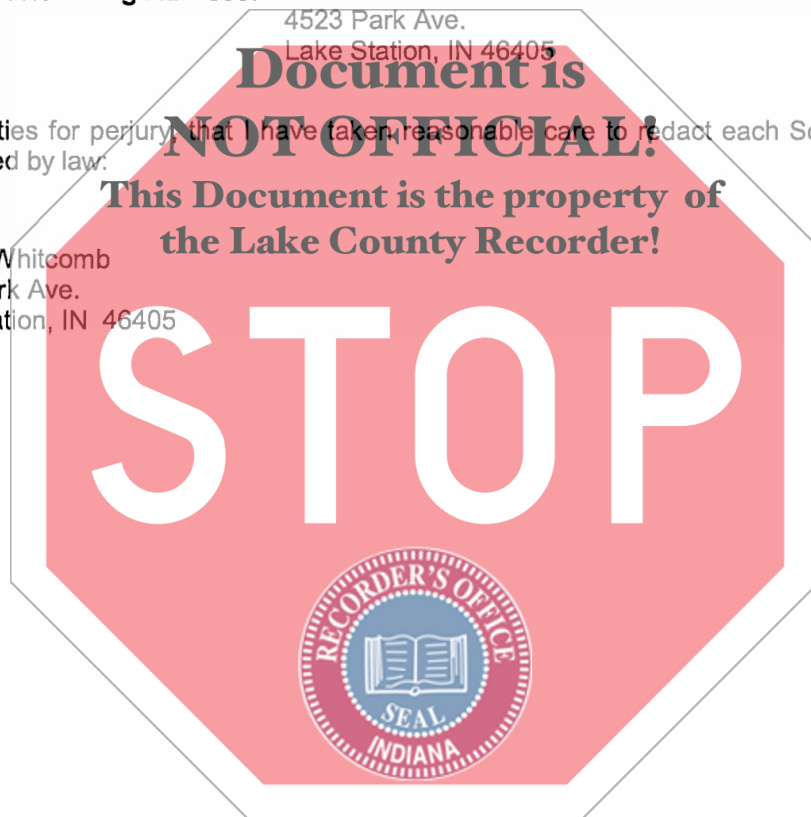 4523 Park Ave.
Lake Station, IN 46405
Document is
ties for perjury, that I have taken reasonable care to redact each So
NOT OFFICIAL!
ed by law:
This Document is the property of
the Lake County Recorder!
Whitcomb
rk Ave.
tion, IN 46405
STOP
RECORDER'S OFFICE
SEAL
INDIANA